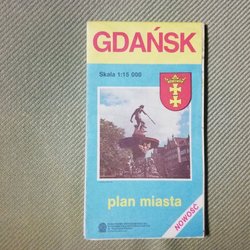 GDAŃSK
Skala 1:15 000
plan miasta
NOWOŚĆ